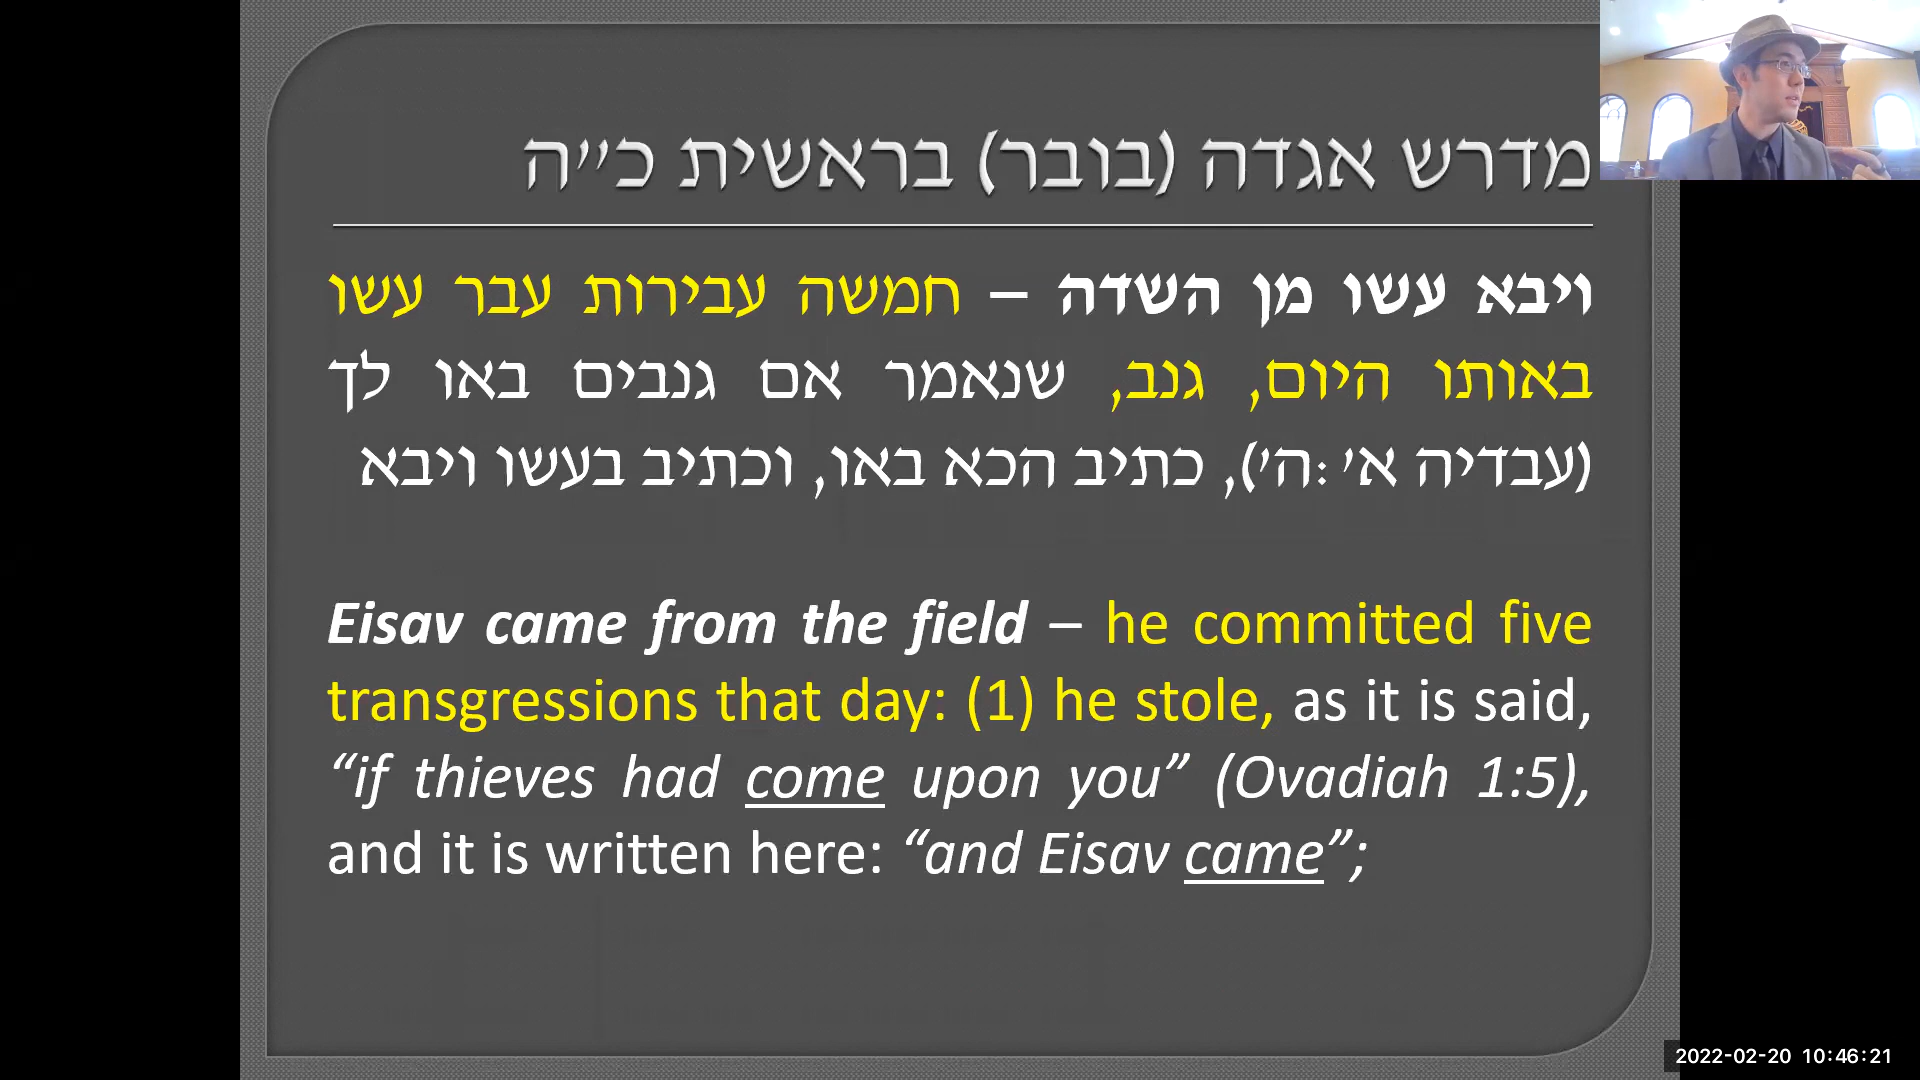 מדרש אגדה (בובר) בראשית כ''ה
ויבא עשו מן השדה – חמשה עבירות עבר עשו
באותו היום, גנב, שנאמר אם גנבים באו לך
(עבדיה א':ה'), כתיב הכא באו, וכתיב בעשו ויבא
Eisav came from the field – he committed five
transgressions that day: (1) he stole, as it is said,
“if thieves had come upon you” (Ovadiah 1:5),
and it is written here: “and Eisav came”;
2022-02-20 10:46:21